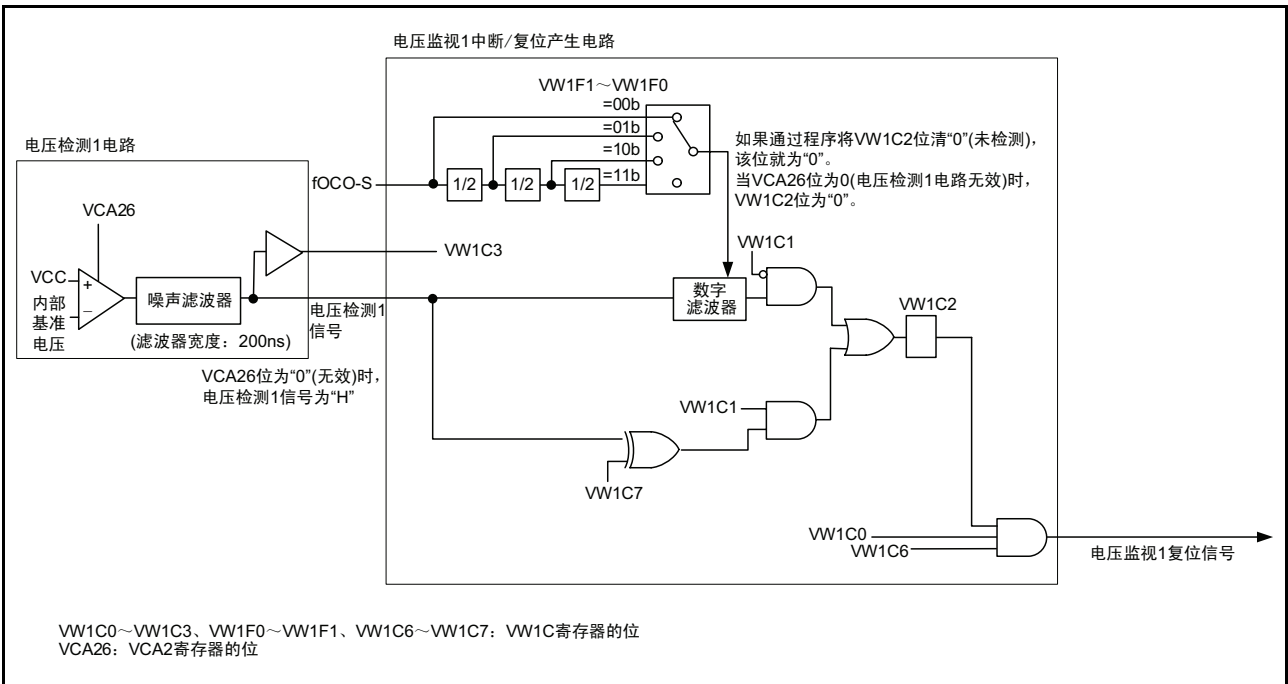 电压监视1中断/复位产生电路
VW1F1～VW1F0
=00b
=01b
=10b
=11b
电压检测1电路
fOCO-S
1/2
1/2
1/2
如果通过程序将VW1C2位清“0”(未检测),
该位就为“0”。
当VCA26位为0(电压检测1电路无效)时,
VW1C2位为“0”。
VCA26
VW1C3
VW1C1
VCC
+
内部
基准
电压
−
噪声滤波器
(滤波器宽度：200ns)
电压检测1
信号
数字
滤波器
VW1C2
VCA26位为“0”(无效)时,
电压检测1信号为“H”
VW1C1
VW1C7
VW1C0
VW1C6
电压监视1复位信号
VW1C0～VW1C3、VW1F0～VW1F1、VW1C6～VW1C7：VW1C寄存器的位
VCA26：VCA2寄存器的位